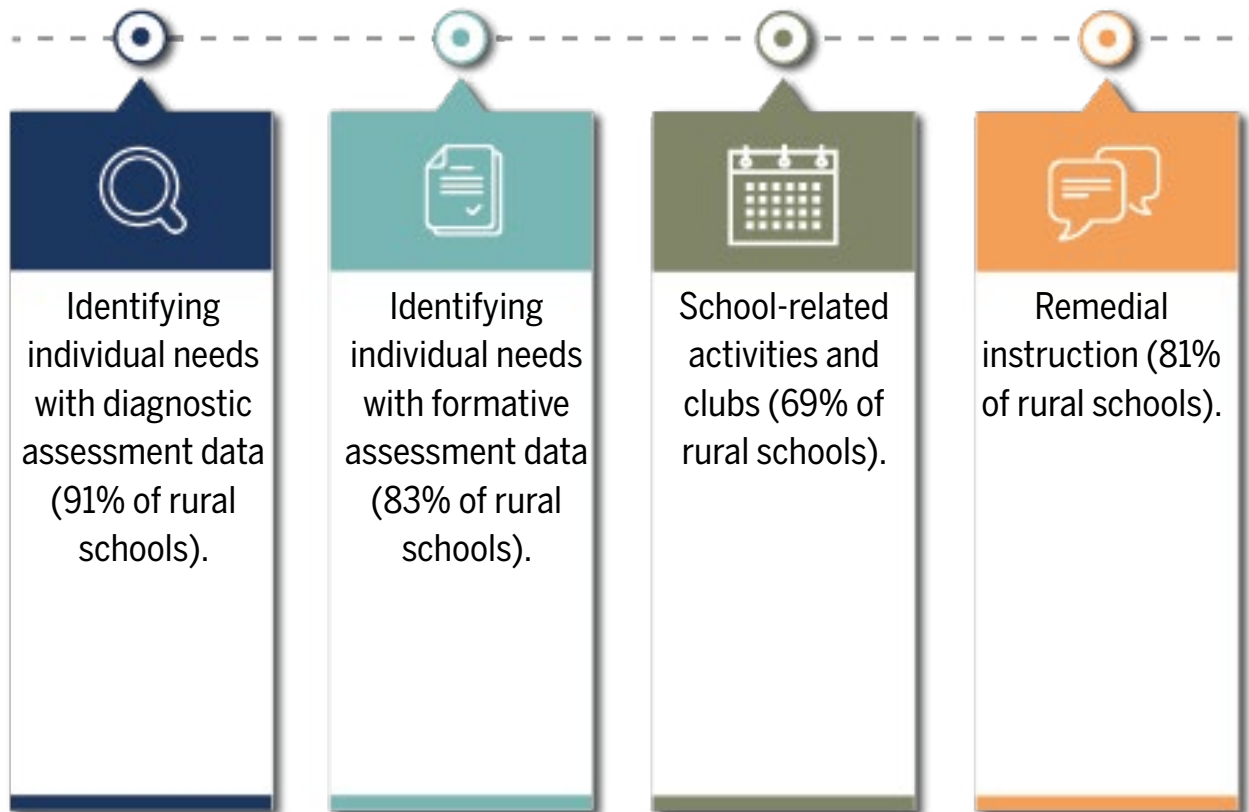 Identifying
individual needs
with diagnostic
assessment data
(91% of rural
schools).
Identifying
individual needs
with formative
assessment data
(83% of rural
schools).
School-related
activities and
clubs (69% of
rural schools).
Remedial
instruction (81%
of rural schools).